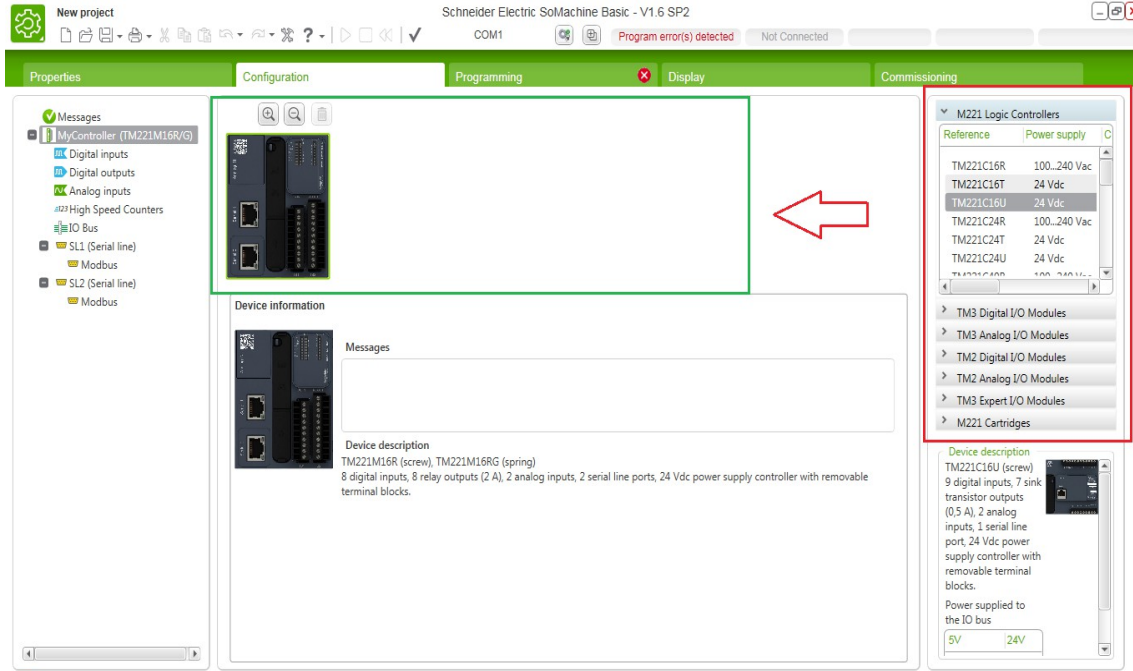 New project
Schneider Electric SoMachine Basic - V1.6 SP2
COM1
Program error(s) detected
Not Connected
Properties
Configuration
Programming
Display
Commissioning
Messages
MyController (TM221M16R/G)
Digital inputs
Digital outputs
Analog inputs
High Speed Counters
IO Bus
SL1 (Serial line)
Modbus
SL2 (Serial line)
Modbus
Device information
Messages
Device description
TM221M16R (screw), TM221M16RG (spring)
8 digital inputs, 8 relay outputs (2 A), 2 analog inputs, 2 serial line ports, 24 Vdc power supply controller with removable
terminal blocks.
M221 Logic Controllers
Reference Power supply C
TM221C16R 100...240 Vac
TM221C16T 24 Vdc
TM221C16U 24 Vdc
TM221C24R 100...240 Vac
TM221C24T 24 Vdc
TM221C24U 24 Vdc
TM3 Digital I/O Modules
TM3 Analog I/O Modules
TM2 Digital I/O Modules
TM2 Analog I/O Modules
TM3 Expert I/O Modules
M221 Cartridges
Device description
TM221C16U (screw)
9 digital inputs, 7 sink
transistor outputs
(0,5 A), 2 analog
inputs, 1 serial line
port, 24 Vdc power
supply controller with
removable terminal
blocks.
Power supplied to
the IO bus
5V 24V